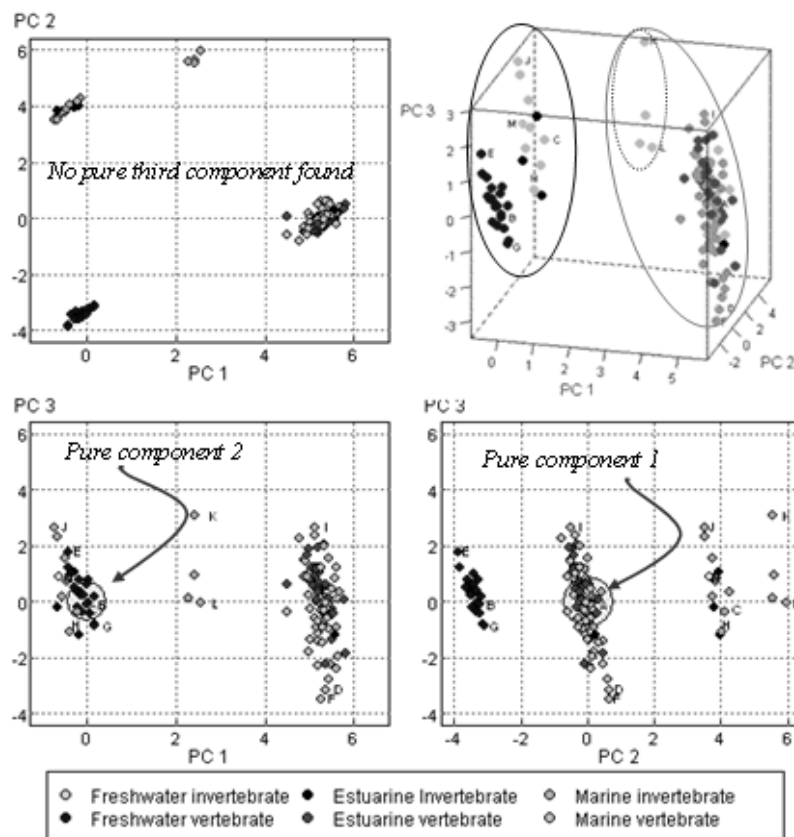 PC 2
6
4
2
0
-2
-4
0 2 4 6
PC 1
No pure third component found
PC 3
3
2
1
0
-1
-2
-3
0 1 2 3 4 5
PC 1
-2 0 2 4
PC 2
J
M
C
E
H
B
G
K
L
I
D
F
PC 3
6
4
2
0
-2
-4
0 2 4 6
PC 1
Pure component 2
J
E
K
I
B
L
H
G
D
F
PC 3
6
4
2
0
-2
-4
-4 -2 0 2 4 6
PC 2
Pure component 1
E
I
J
K
B
C
G
H
D
F
Freshwater invertebrate Estuarine Invertebrate Marine invertebrate
Freshwater vertebrate Estuarine vertebrate Marine vertebrate